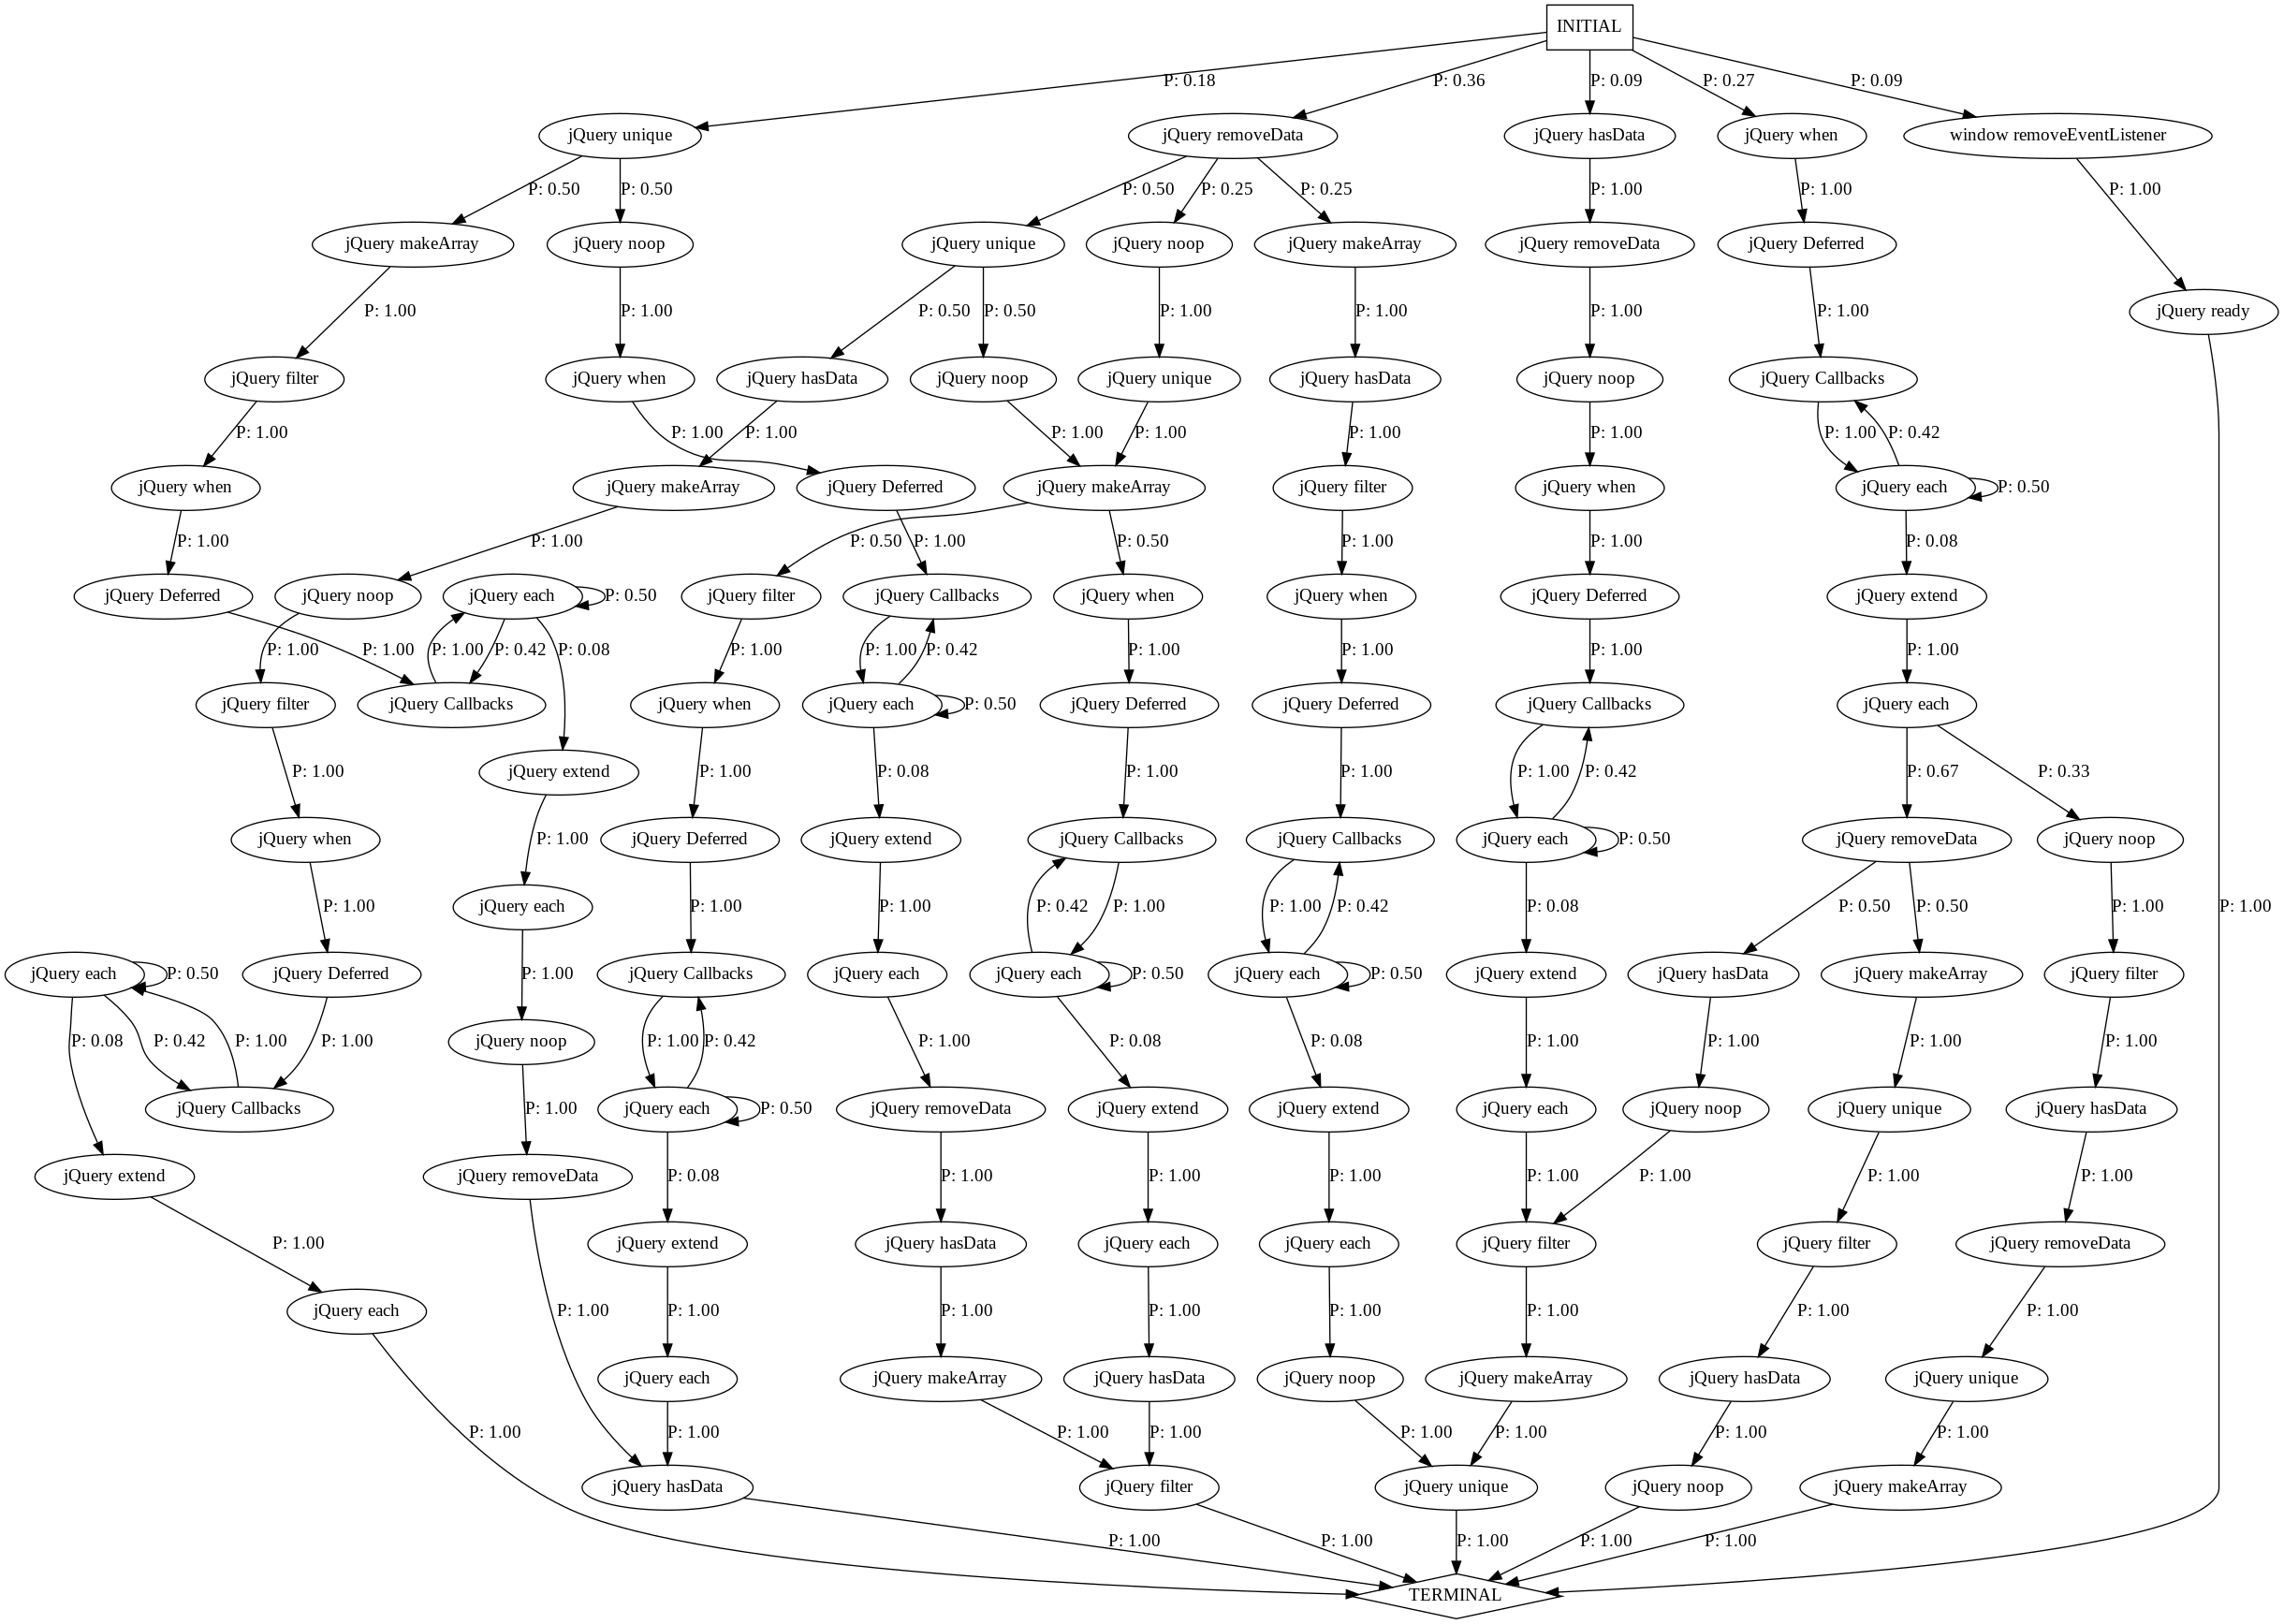 INITIAL
P: 0.18
P: 0.36
P: 0.09
P: 0.27
P: 0.09
jQuery unique
jQuery removeData
jQuery hasData
jQuery when
window removeEventListener
P: 0.50
P: 0.50
P: 0.50
P: 0.25
P: 0.25
P: 1.00
P: 1.00
P: 1.00
jQuery makeArray
jQuery noop
jQuery unique
jQuery noop
jQuery makeArray
jQuery removeData
jQuery Deferred
P: 1.00
P: 1.00
P: 0.50
P: 0.50
P: 1.00
P: 1.00
P: 1.00
P: 1.00
jQuery ready
jQuery filter
jQuery when
jQuery hasData
jQuery noop
jQuery unique
jQuery hasData
jQuery noop
jQuery Callbacks
P: 1.00
P: 1.00
P: 1.00
P: 1.00
P: 1.00
P: 1.00
P: 1.00
P: 1.00
P: 0.42
jQuery when
jQuery makeArray
jQuery Deferred
jQuery makeArray
jQuery filter
jQuery when
jQuery each
P: 0.50
P: 1.00
P: 1.00
P: 0.50
P: 1.00
P: 0.50
P: 1.00
P: 1.00
P: 0.08
jQuery Deferred
jQuery noop
jQuery each
P: 0.50
jQuery filter
jQuery Callbacks
jQuery when
jQuery when
jQuery Deferred
jQuery extend
P: 1.00
P: 1.00
P: 1.00
P: 0.42
P: 0.08
P: 1.00
P: 1.00
P: 0.42
P: 1.00
P: 1.00
P: 1.00
P: 1.00
jQuery filter
jQuery Callbacks
jQuery when
jQuery each
P: 0.50
jQuery Deferred
jQuery Deferred
jQuery Callbacks
jQuery each
P: 1.00
jQuery extend
P: 1.00
P: 0.08
P: 1.00
P: 1.00
P: 1.00
P: 0.42
P: 0.67
P: 0.33
jQuery when
P: 1.00
jQuery Deferred
jQuery extend
jQuery Callbacks
jQuery Callbacks
jQuery each
P: 0.50
jQuery removeData
jQuery noop
P: 1.00
jQuery each
P: 1.00
P: 1.00
P: 0.42
P: 1.00
P: 1.00
P: 0.42
P: 0.08
P: 0.50
P: 0.50
P: 1.00
P: 1.00
jQuery each
P: 0.50
jQuery Deferred
P: 1.00
jQuery Callbacks
jQuery each
jQuery each
P: 0.50
jQuery each
P: 0.50
jQuery extend
jQuery hasData
jQuery makeArray
jQuery filter
P: 0.08
P: 0.42
P: 1.00
P: 1.00
jQuery noop
P: 1.00
P: 0.42
P: 1.00
P: 0.08
P: 0.08
P: 1.00
P: 1.00
P: 1.00
P: 1.00
jQuery Callbacks
P: 1.00
jQuery each
P: 0.50
jQuery removeData
jQuery extend
jQuery extend
jQuery each
jQuery noop
jQuery unique
jQuery hasData
jQuery extend
jQuery removeData
P: 0.08
P: 1.00
P: 1.00
P: 1.00
P: 1.00
P: 1.00
P: 1.00
P: 1.00
P: 1.00
jQuery extend
jQuery hasData
jQuery each
jQuery each
jQuery filter
jQuery filter
jQuery removeData
jQuery each
P: 1.00
P: 1.00
P: 1.00
P: 1.00
P: 1.00
P: 1.00
P: 1.00
P: 1.00
jQuery each
jQuery makeArray
jQuery hasData
jQuery noop
jQuery makeArray
jQuery hasData
jQuery unique
P: 1.00
P: 1.00
P: 1.00
P: 1.00
P: 1.00
P: 1.00
P: 1.00
P: 1.00
jQuery hasData
jQuery filter
jQuery unique
jQuery noop
jQuery makeArray
P: 1.00
P: 1.00
P: 1.00
P: 1.00
P: 1.00
TERMINAL